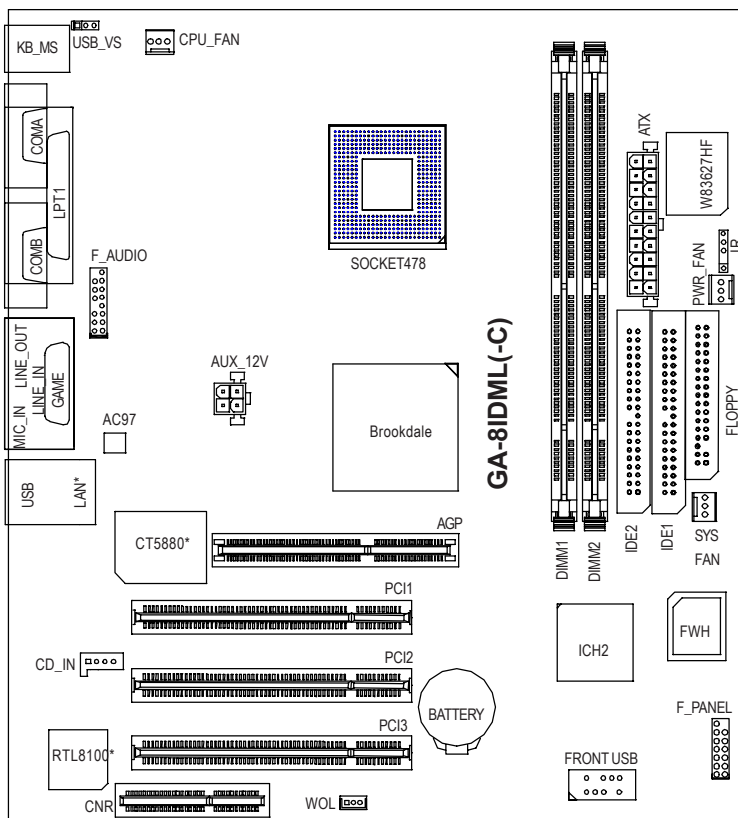 KB_MS
USB_VS
CPU_FAN
COMA
LPT1
COMB
F_AUDIO
SOCKET478
ATX
W83627HF
IR
PWR_FAN
MIC_IN
LINE_OUT
LINE_IN
GAME
AUX_12V
AC97
Brookdale
GA-8IDML(-C)
FLOPPY
USB
LAN*
CT5880*
AGP
DIMM1
DIMM2
IDE2
IDE1
SYS
FAN
PCI1
ICH2
FWH
CD_IN
PCI2
BATTERY
F_PANEL
PCI3
RTL8100*
FRONT USB
CNR
WOL